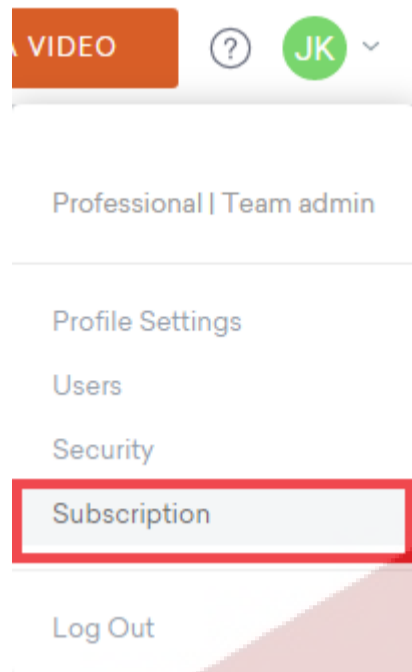 VIDEO
JK
Professional | Team admin
Profile Settings
Users
Security
Subscription
Log Out